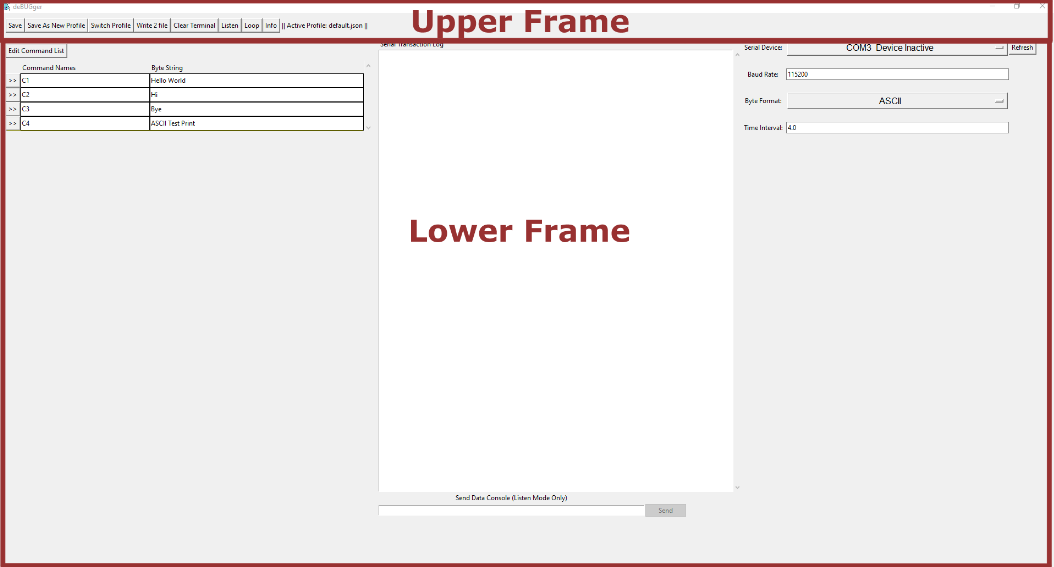 deBUGger
Upper Frame
Save Save As New Profile Switch Profile Write 2 file Clear Terminal Listen Loop Info || Active Profile: default.json ||
Edit Command List
Serial Transaction Log
Serial Device: COM3 Device Inactive Refresh
Command Names Byte String
>> C1 Hello World
>> C2 Hi
>> C3 Bye
>> C4 ASCII Test Print
Baud Rate: 115200
Byte Format: ASCII
Time Interval: 4.0
Lower Frame
Send Data Console (Listen Mode Only)
Send